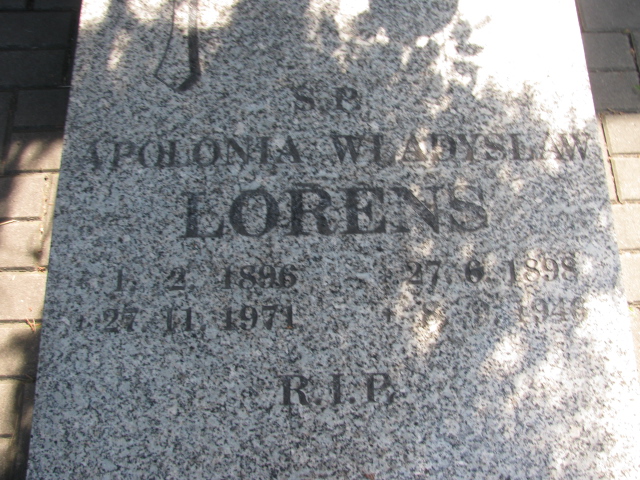 Ś.P.
APOLONIA WŁADYSŁAW
LORENS
1. 2. 1896 27. 6. 1898
27. 11. 1971
R.I.P.